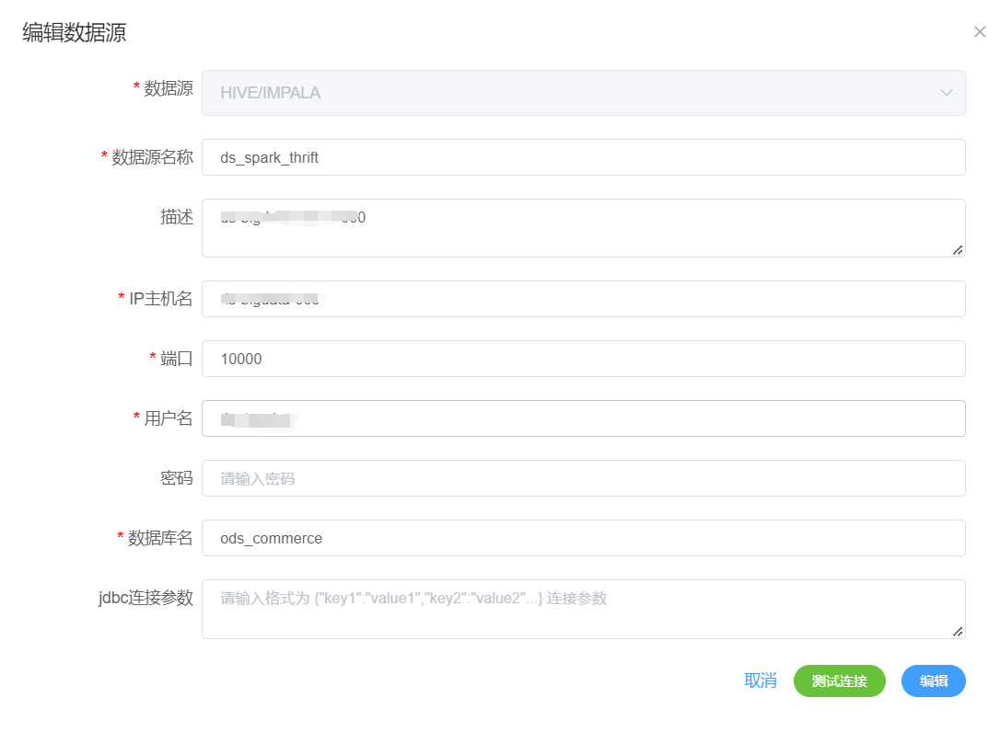 编辑数据源
* 数据源 HIVE/IMPALA
* 数据源名称 ds_spark_thrift
描述
* IP主机名
* 端口 10000
* 用户名
密码 请输入密码
* 数据库名 ods_commerce
jdbc连接参数 请输入格式为 {"key1":"value1","key2":"value2"...} 连接参数
取消 测试连接 编辑